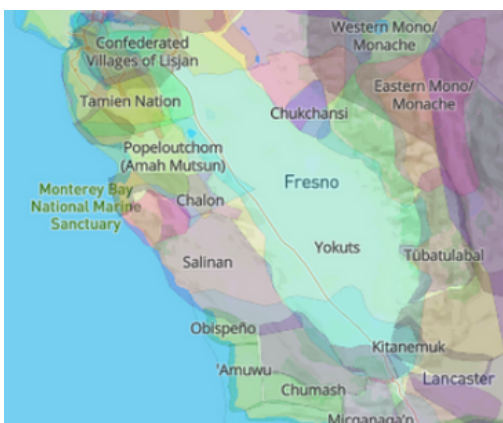 Western Mono/
Monache
Confederated
Villages of Lisjan
Eastern Mono/
Monache
Tamien Nation
Chukchansi
Popeloutchom
(Amah Mutsun)
Fresno
Monterey Bay
National Marine
Sanctuary
Chalon
Yokuts
Tübatulabal
Salinan
Obispeño
Kitanemuk
'Amuwu
Lancaster
Chumash